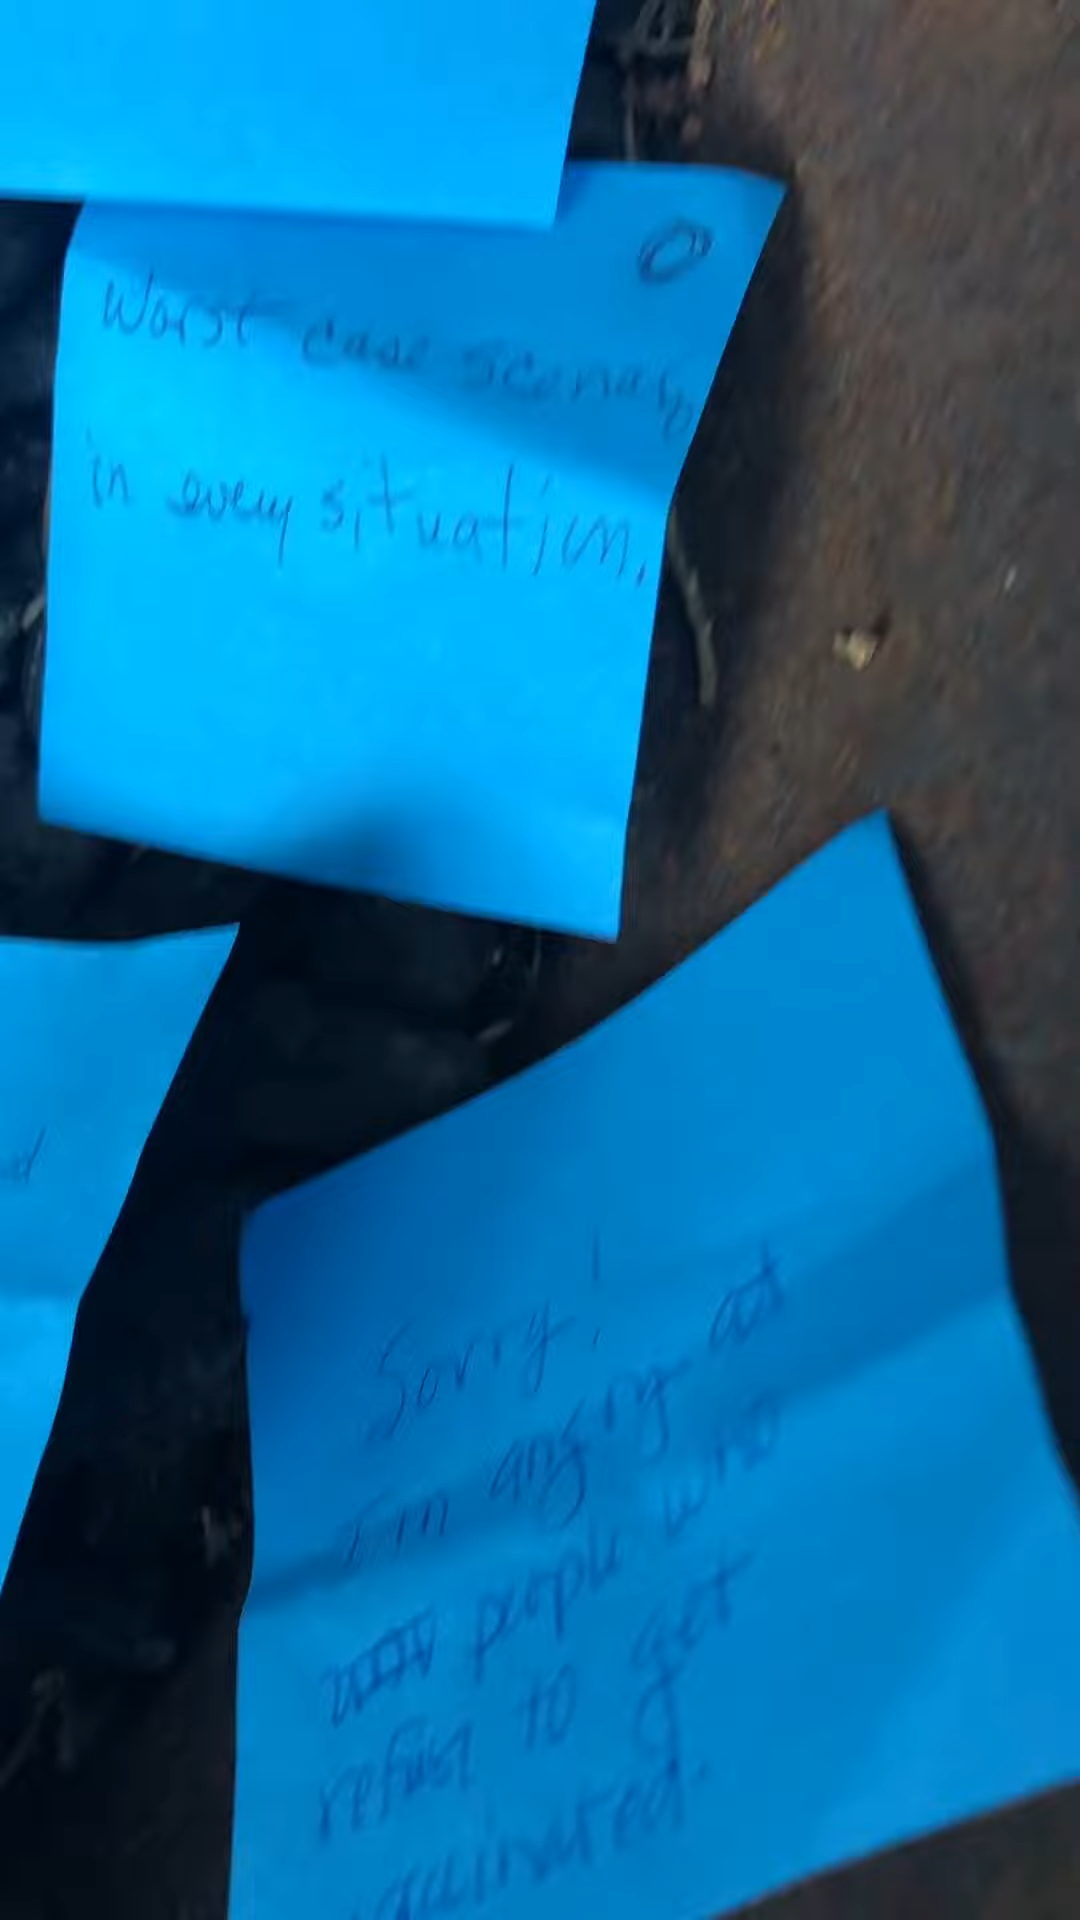 Worst case scenario
in every situation.
d
Sorry!
I'm angry at
people who
refuse to get
vaccinated.